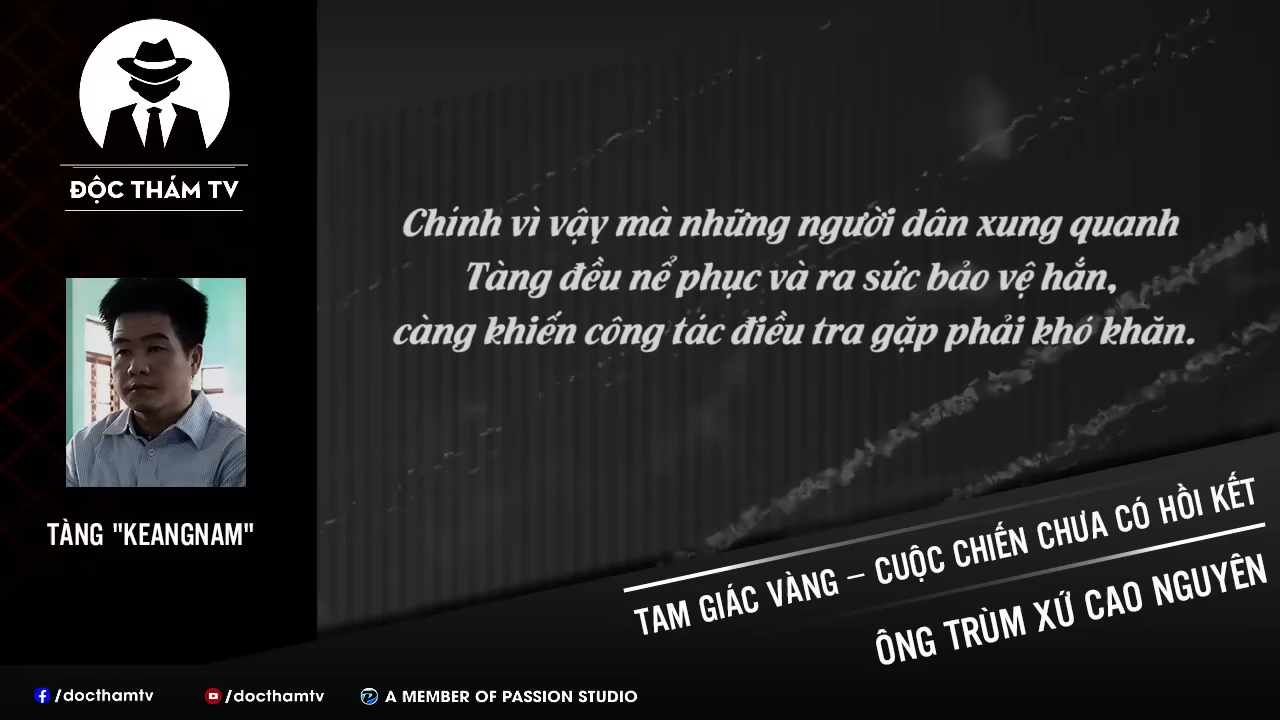 ĐỘC THÁM TV
TÀNG "KEANGNAM"
Chính vì vậy mà những người dân xung quanh
Tàng đều nể phục và ra sức bảo vệ hắn,
càng khiến công tác điều tra gặp phải khó khăn.
TAM GIÁC VÀNG – CUỘC CHIẾN CHƯA CÓ HỒI KẾT
ÔNG TRÙM XỨ CAO NGUYÊN
/docthamtv
/docthamtv
A MEMBER OF PASSION STUDIO